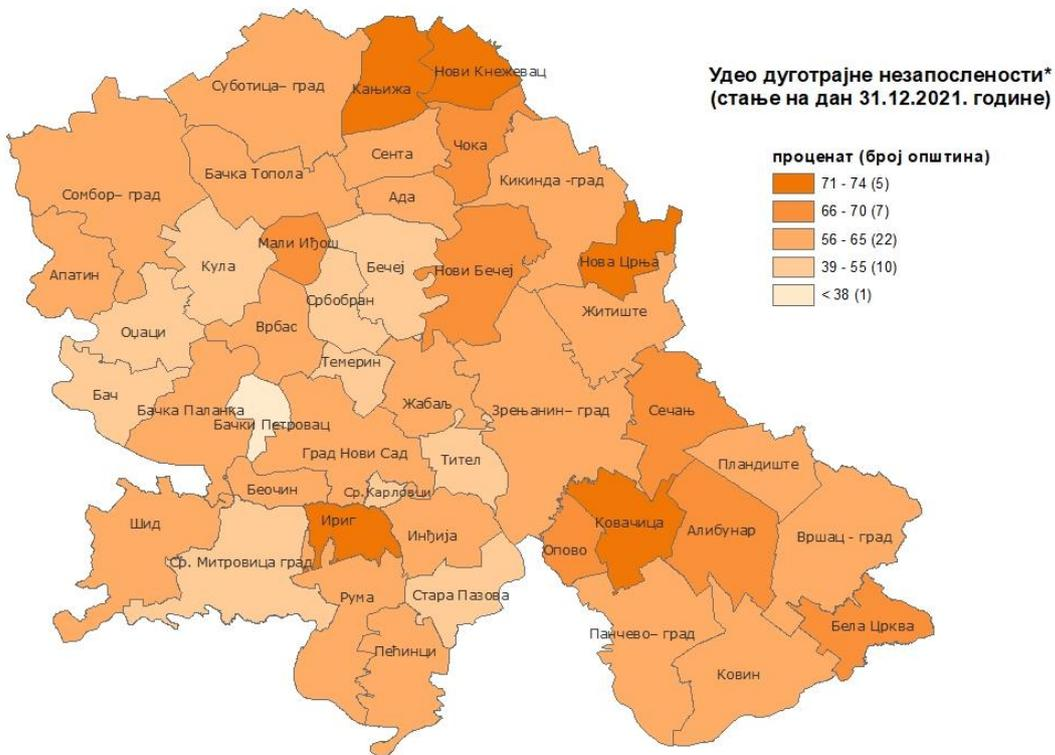 Удео дуготрајне незапослености*
(стање на дан 31.12.2021. године)
проценат (број општина)
71 - 74 (5)
66 - 70 (7)
56 - 65 (22)
39 - 55 (10)
< 38 (1)
Суботица– град
Кањижа
Нови Кнежевац
Сента
Чока
Бачка Топола
Ада
Кикинда -град
Сомбор– град
Мали Иђош
Бечеј
Нови Бечеј
Нова Црња
Апатин
Кула
Србобран
Житиште
Оџаци
Врбас
Темерин
Бач
Бачка Паланка
Жабаљ
Зрењанин– град
Сечањ
Бачки Петровац
Град Нови Сад
Тител
Пландиште
Беочин
Ср.Карловци
Шид
Ириг
Инђија
Ковачица
Алибунар
Вршац - град
Опово
Ср. Митровица град
Рума
Стара Пазова
Бела Црква
Панчево– град
Пећинци
Ковин